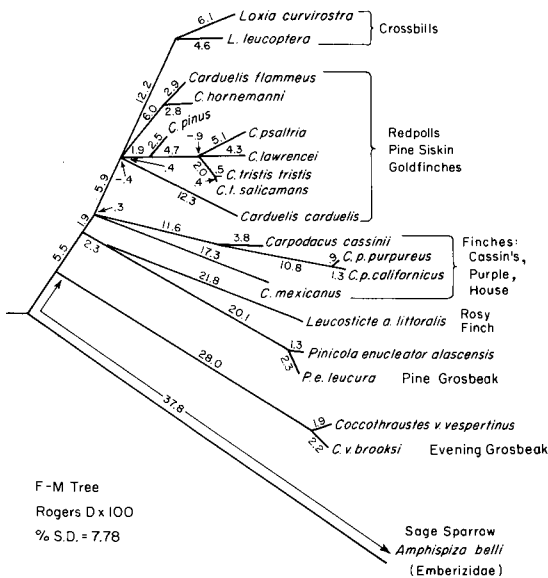 6.1
Loxia curvirostra
4.6
L. leucoptera
Crossbills
12.2
2.9
Carduelis flammeus
6.0
2.8
C. hornemanni
C. pinus
2.5
-.9
5.1
C. psaltria
1.9
4.7
4.3
C. lawrencei
.4
2.0
.5
C. tristis tristis
.4
C. t. salicamans
-.4
12.3
Carduelis carduelis
Redpolls
Pine Siskin
Goldfinches
5.9
.3
1.9
11.6
3.8
Carpodacus cassinii
.9
C. p. purpureus
10.8
1.3
C. p. californicus
17.3
C. mexicanus
Finches:
Cassin's,
Purple,
House
5.5
2.3
21.8
Leucosticte a. littoralis
Rosy
Finch
20.1
1.3
Pinicola enucleator alascensis
2.3
P. e. leucura
Pine Grosbeak
28.0
1.9
Coccothraustes v. vespertinus
2.2
C. v. brooksi
Evening Grosbeak
37.8
F-M Tree
Rogers D x 100
% S.D. = 7.78
Sage Sparrow
Amphispiza belli
(Emberizidae)